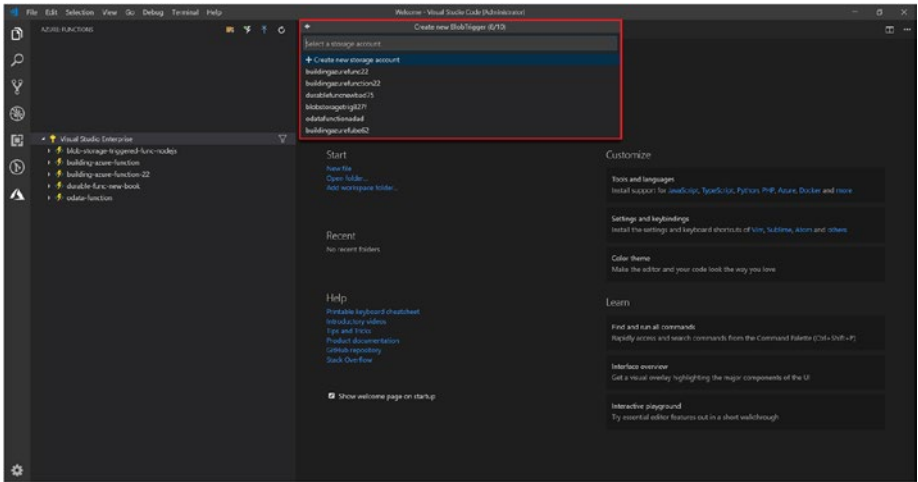 File Edit Selection View Go Debug Terminal Help
Welcome - Visual Studio Code [Administrator]
AZURE FUNCTIONS
Create new BlobTrigger (6/10)
Select a storage account
+ Create new storage account
buildingazurefunc22
buildingazurefunction22
durablefuncnewbad75
odatafunctionadad
Visual Studio Enterprise
blob-storage-triggered-func-nodejs
building-azure-function
building-azure-function-22
durable-func-new-book
odata-function
Start
New file
Open folder...
Add workspace folder...
Recent
No recent folders
Help
Printable keyboard cheatsheet
Introductory videos
Tips and Tricks
Product documentation
GitHub repository
Stack Overflow
Show welcome page on startup
Customize
Tools and languages
Install support for JavaScript, TypeScript, Python, PHP, Azure, Docker and more
Settings and keybindings
Install the settings and keyboard shortcuts of Vim, Sublime, Atom and others
Color theme
Make the editor and your code look the way you love
Learn
Find and run all commands
Rapidly access and search commands from the Command Palette (Ctrl+Shift+P)
Interface overview
Get a visual overlay highlighting the major components of the UI
Interactive playground
Try essential editor features out in a short walkthrough